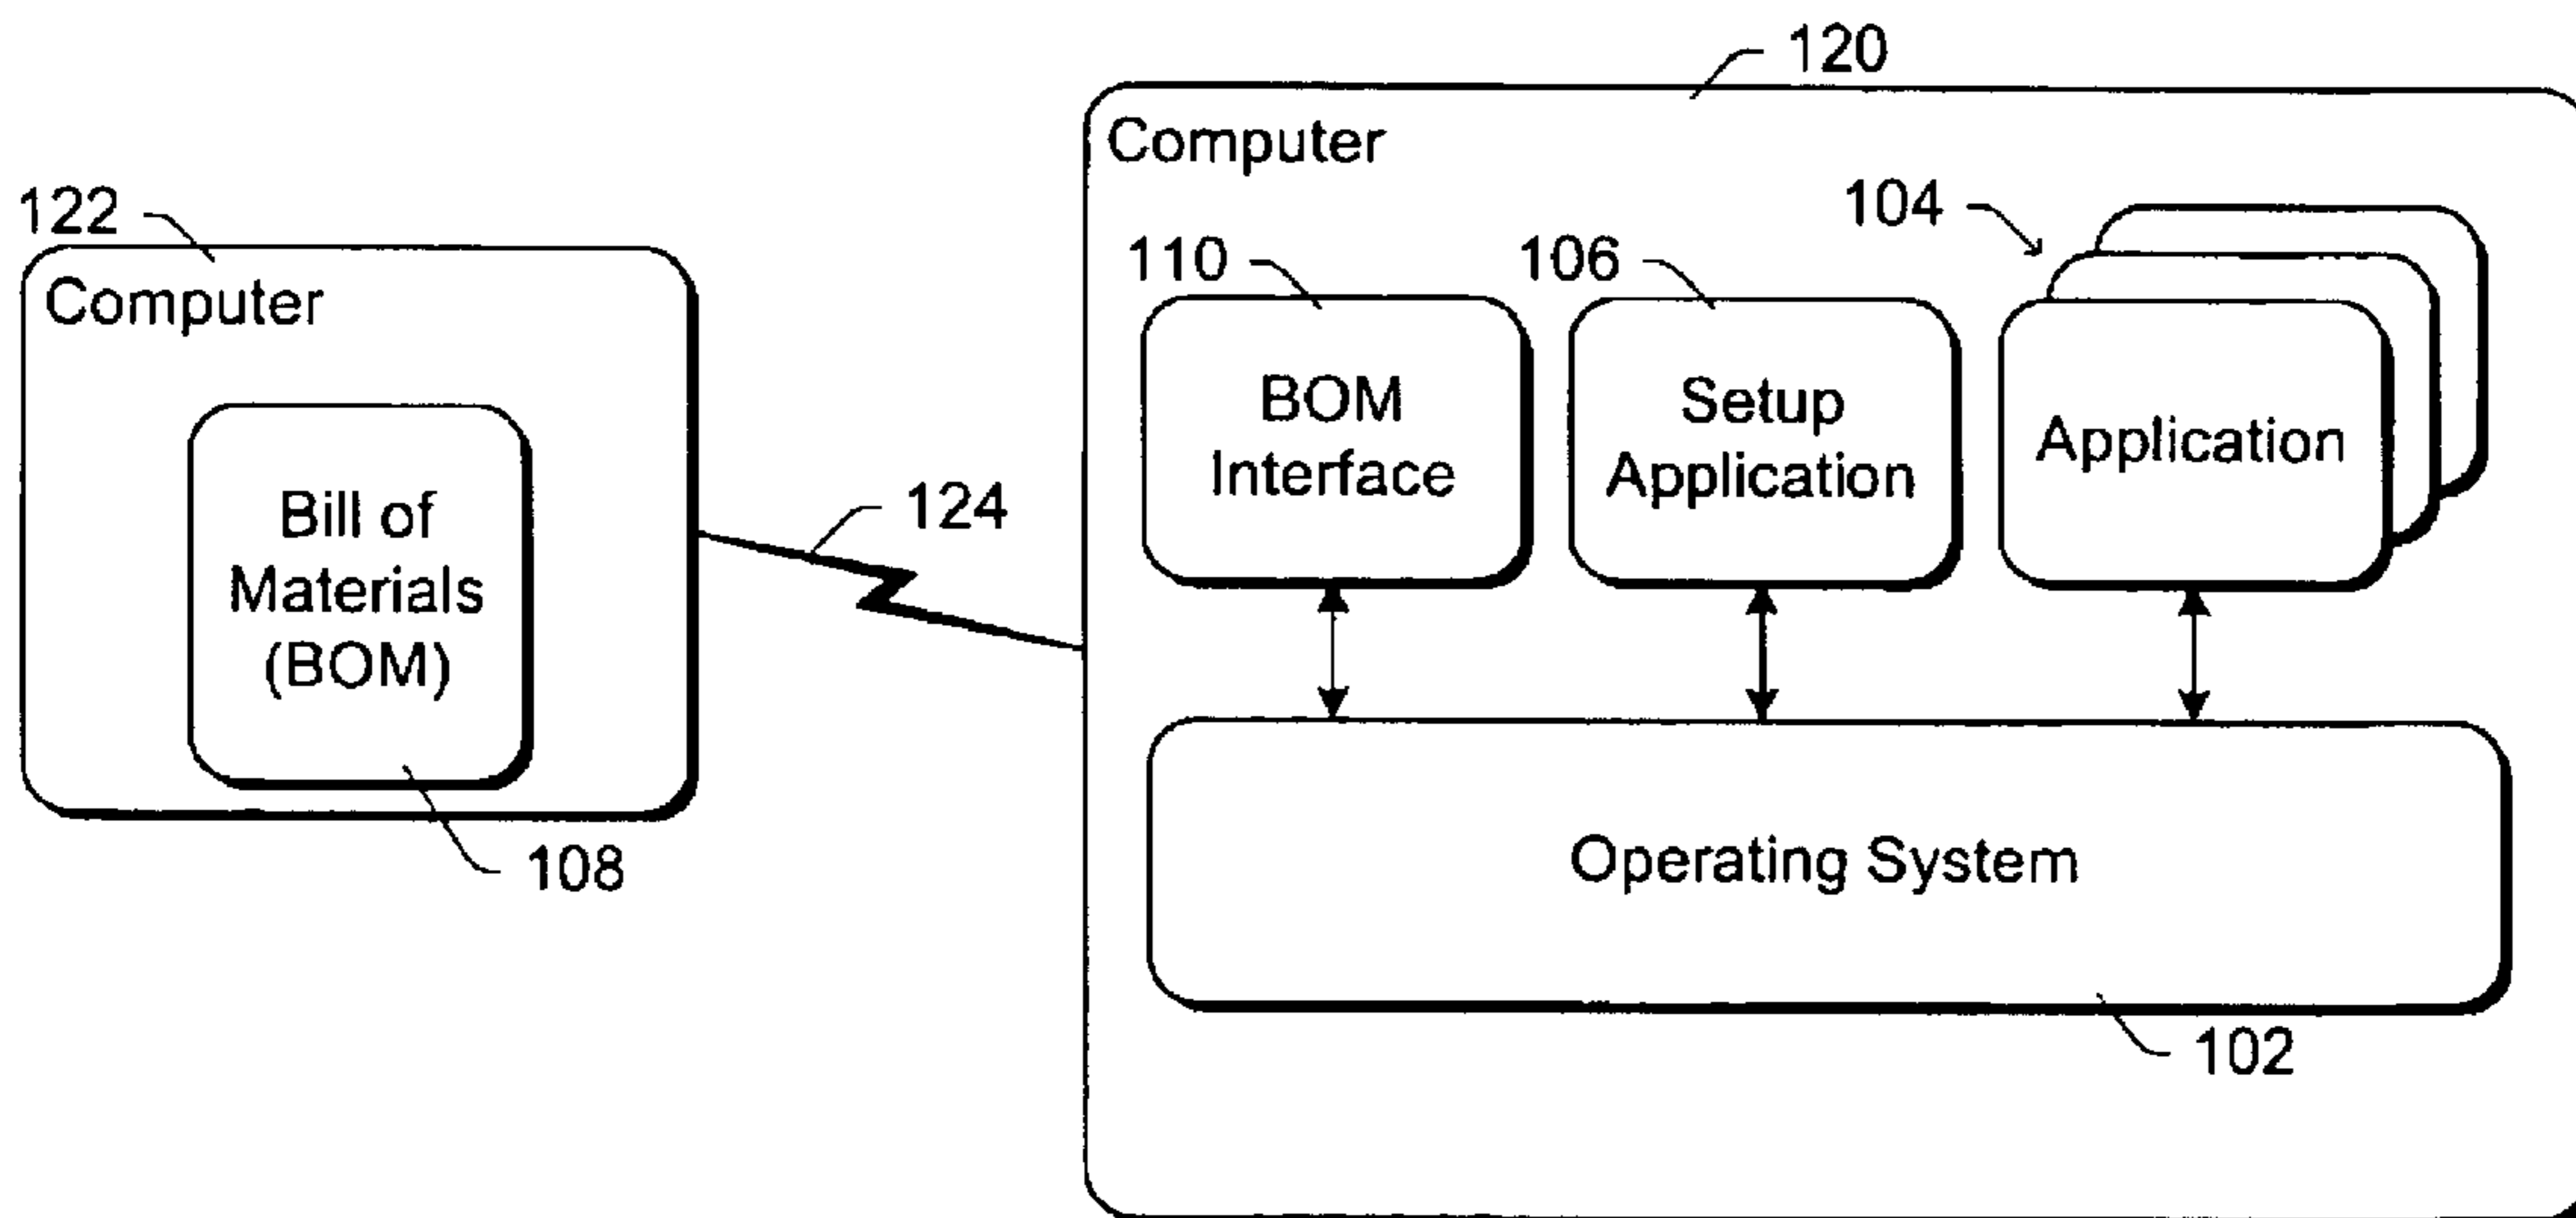 120
Computer
122
104
110
106
Computer
BOM
Interface
Setup
Application
Application
Bill of
Materials
(BOM)
124
Operating System
108
102